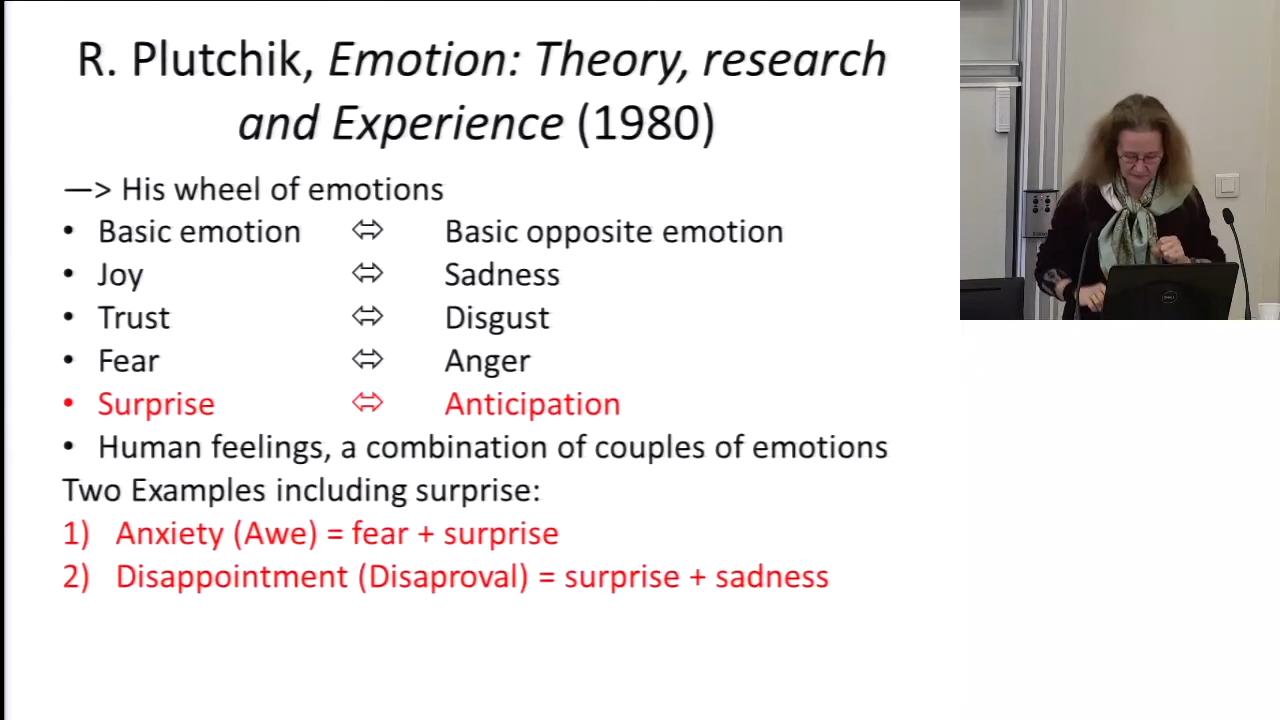 R. Plutchik, Emotion: Theory, research
and Experience (1980)
—> His wheel of emotions
• Basic emotion ⬄ Basic opposite emotion
• Joy ⬄ Sadness
• Trust ⬄ Disgust
• Fear ⬄ Anger
• Surprise ⬄ Anticipation
• Human feelings, a combination of couples of emotions
Two Examples including surprise:
1) Anxiety (Awe) = fear + surprise
2) Disappointment (Disaproval) = surprise + sadness
DELL